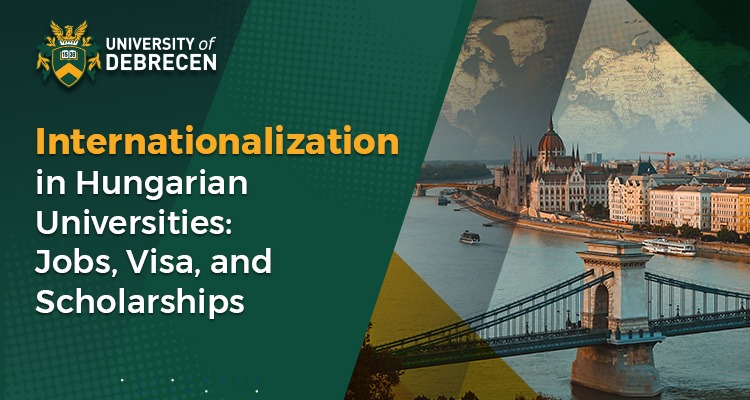 UNIVERSITY of
DEBRECEN
Internationalization
in Hungarian
Universities:
Jobs, Visa, and
Scholarships